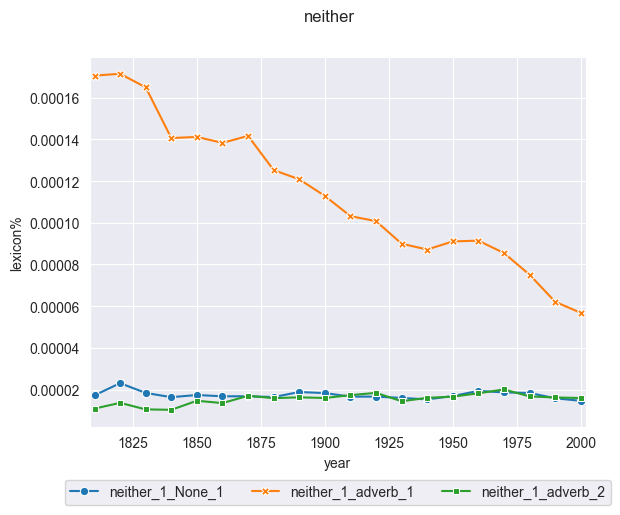 neither
0.00016
0.00014
0.00012
0.00010
0.00008
0.00006
0.00004
0.00002
lexicon%
1825 1850 1875 1900 1925 1950 1975 2000
year
neither_1_None_1 neither_1_adverb_1 neither_1_adverb_2